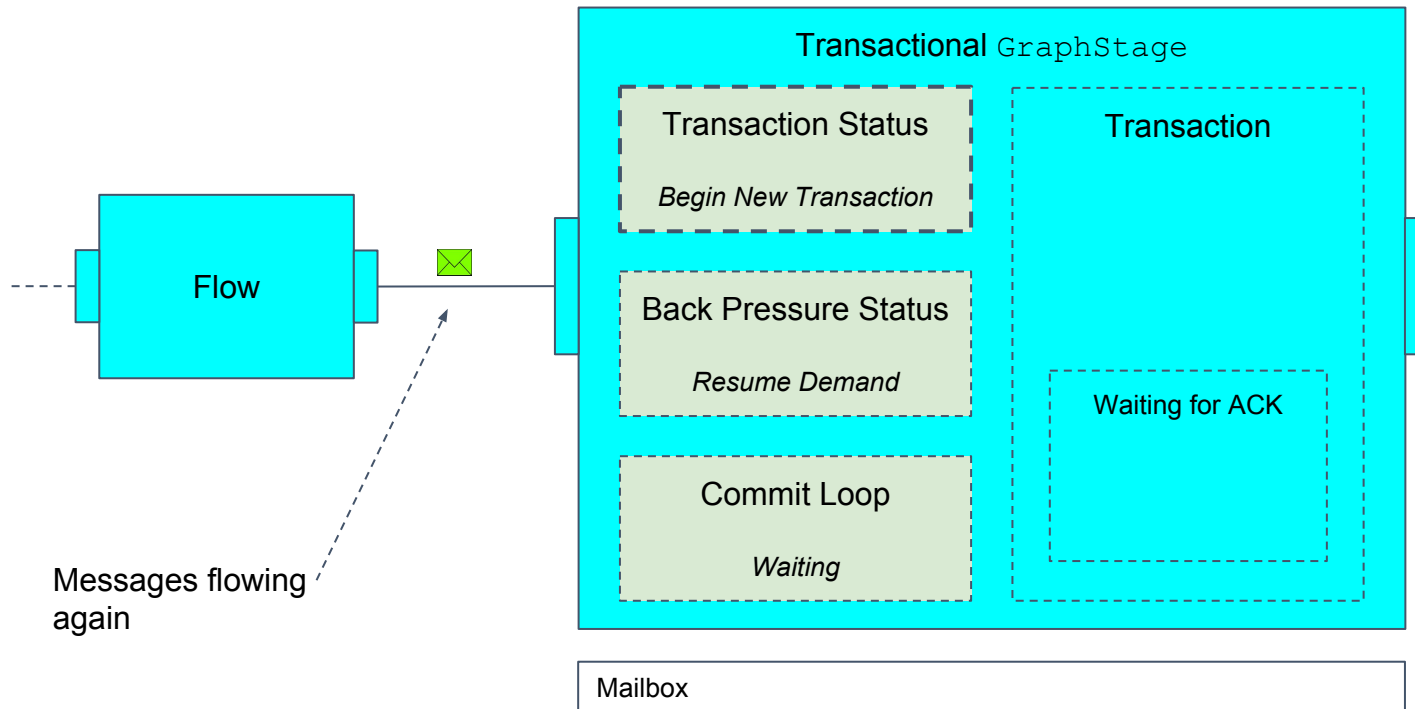 Transactional GraphStage
Transaction Status
Begin New Transaction
Transaction
Flow
Back Pressure Status
Resume Demand
Waiting for ACK
Commit Loop
Waiting
Messages flowing
again
Mailbox